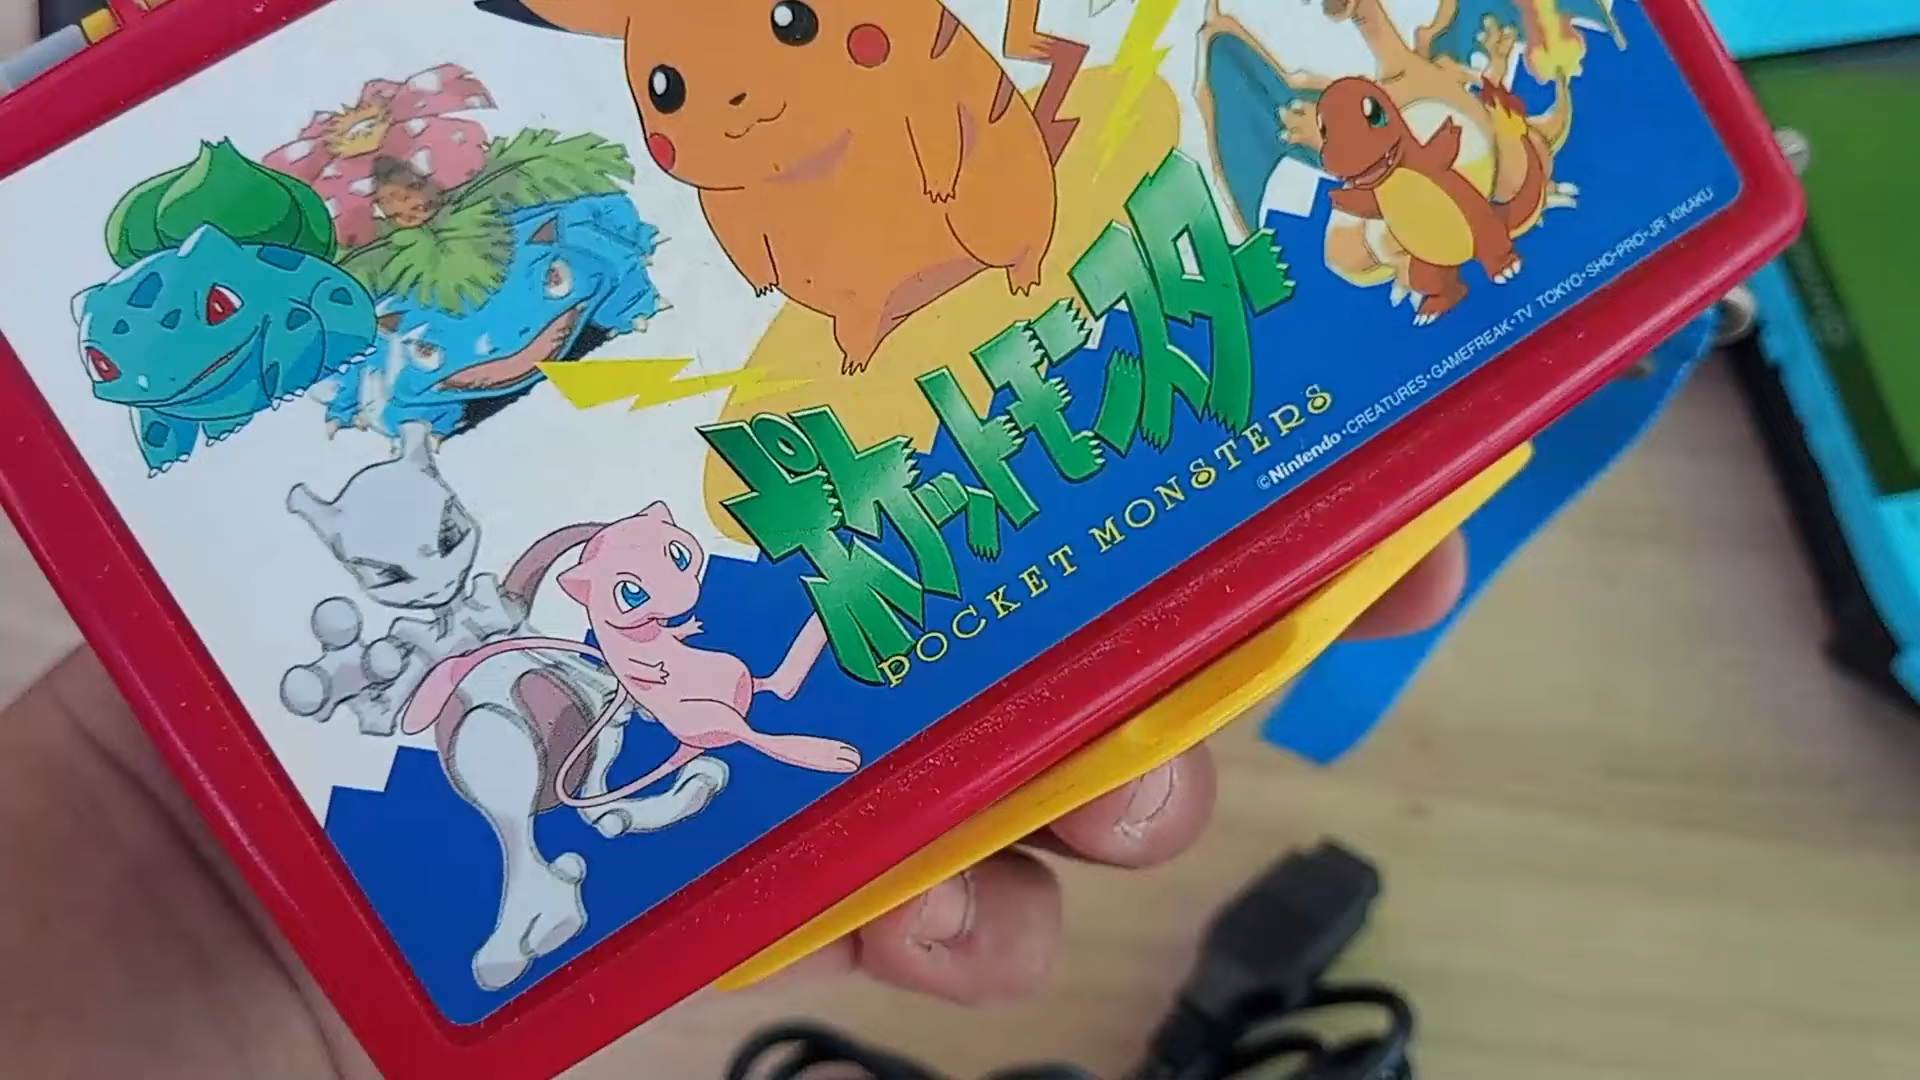 ポケットモンスター
POCKET MONSTERS
©Nintendo・CREATURES・GAMEFREAK・TV TOKYO・SHO-PRO・JR KIKAKU